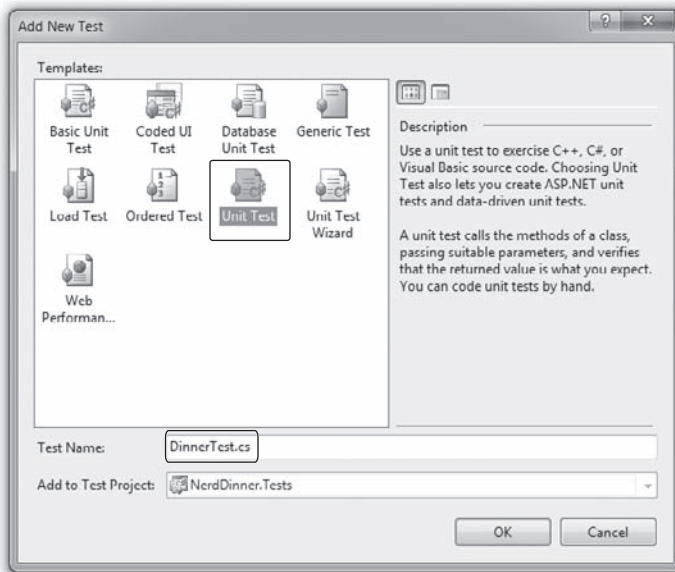 Add New Test
Templates:
Basic Unit Test
Coded UI Test
Database Unit Test
Generic Test
Load Test
Ordered Test
Unit Test
Unit Test Wizard
Web Performan...
Description
Use a unit test to exercise C++, C#, or
Visual Basic source code. Choosing Unit
Test also lets you create ASP.NET unit
tests and data-driven unit tests.
A unit test calls the methods of a class,
passing suitable parameters, and verifies
that the returned value is what you expect.
You can code unit tests by hand.
Test Name:
DinnerTest.cs
Add to Test Project:
NerdDinner.Tests
OK
Cancel